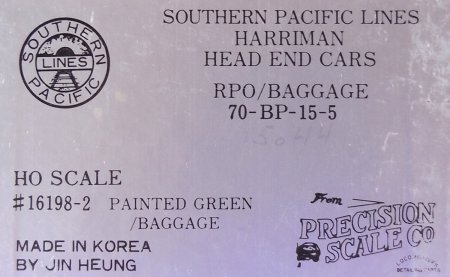 SOUTHERN PACIFIC LINES
HARRIMAN
HEAD END CARS
RPO/BAGGAGE
70-BP-15-5
SOUTHERN
LINES
PACIFIC
HO SCALE
#16198-2 PAINTED GREEN
/BAGGAGE
MADE IN KOREA
BY JIN HEUNG
From
PRECISION
SCALE CO